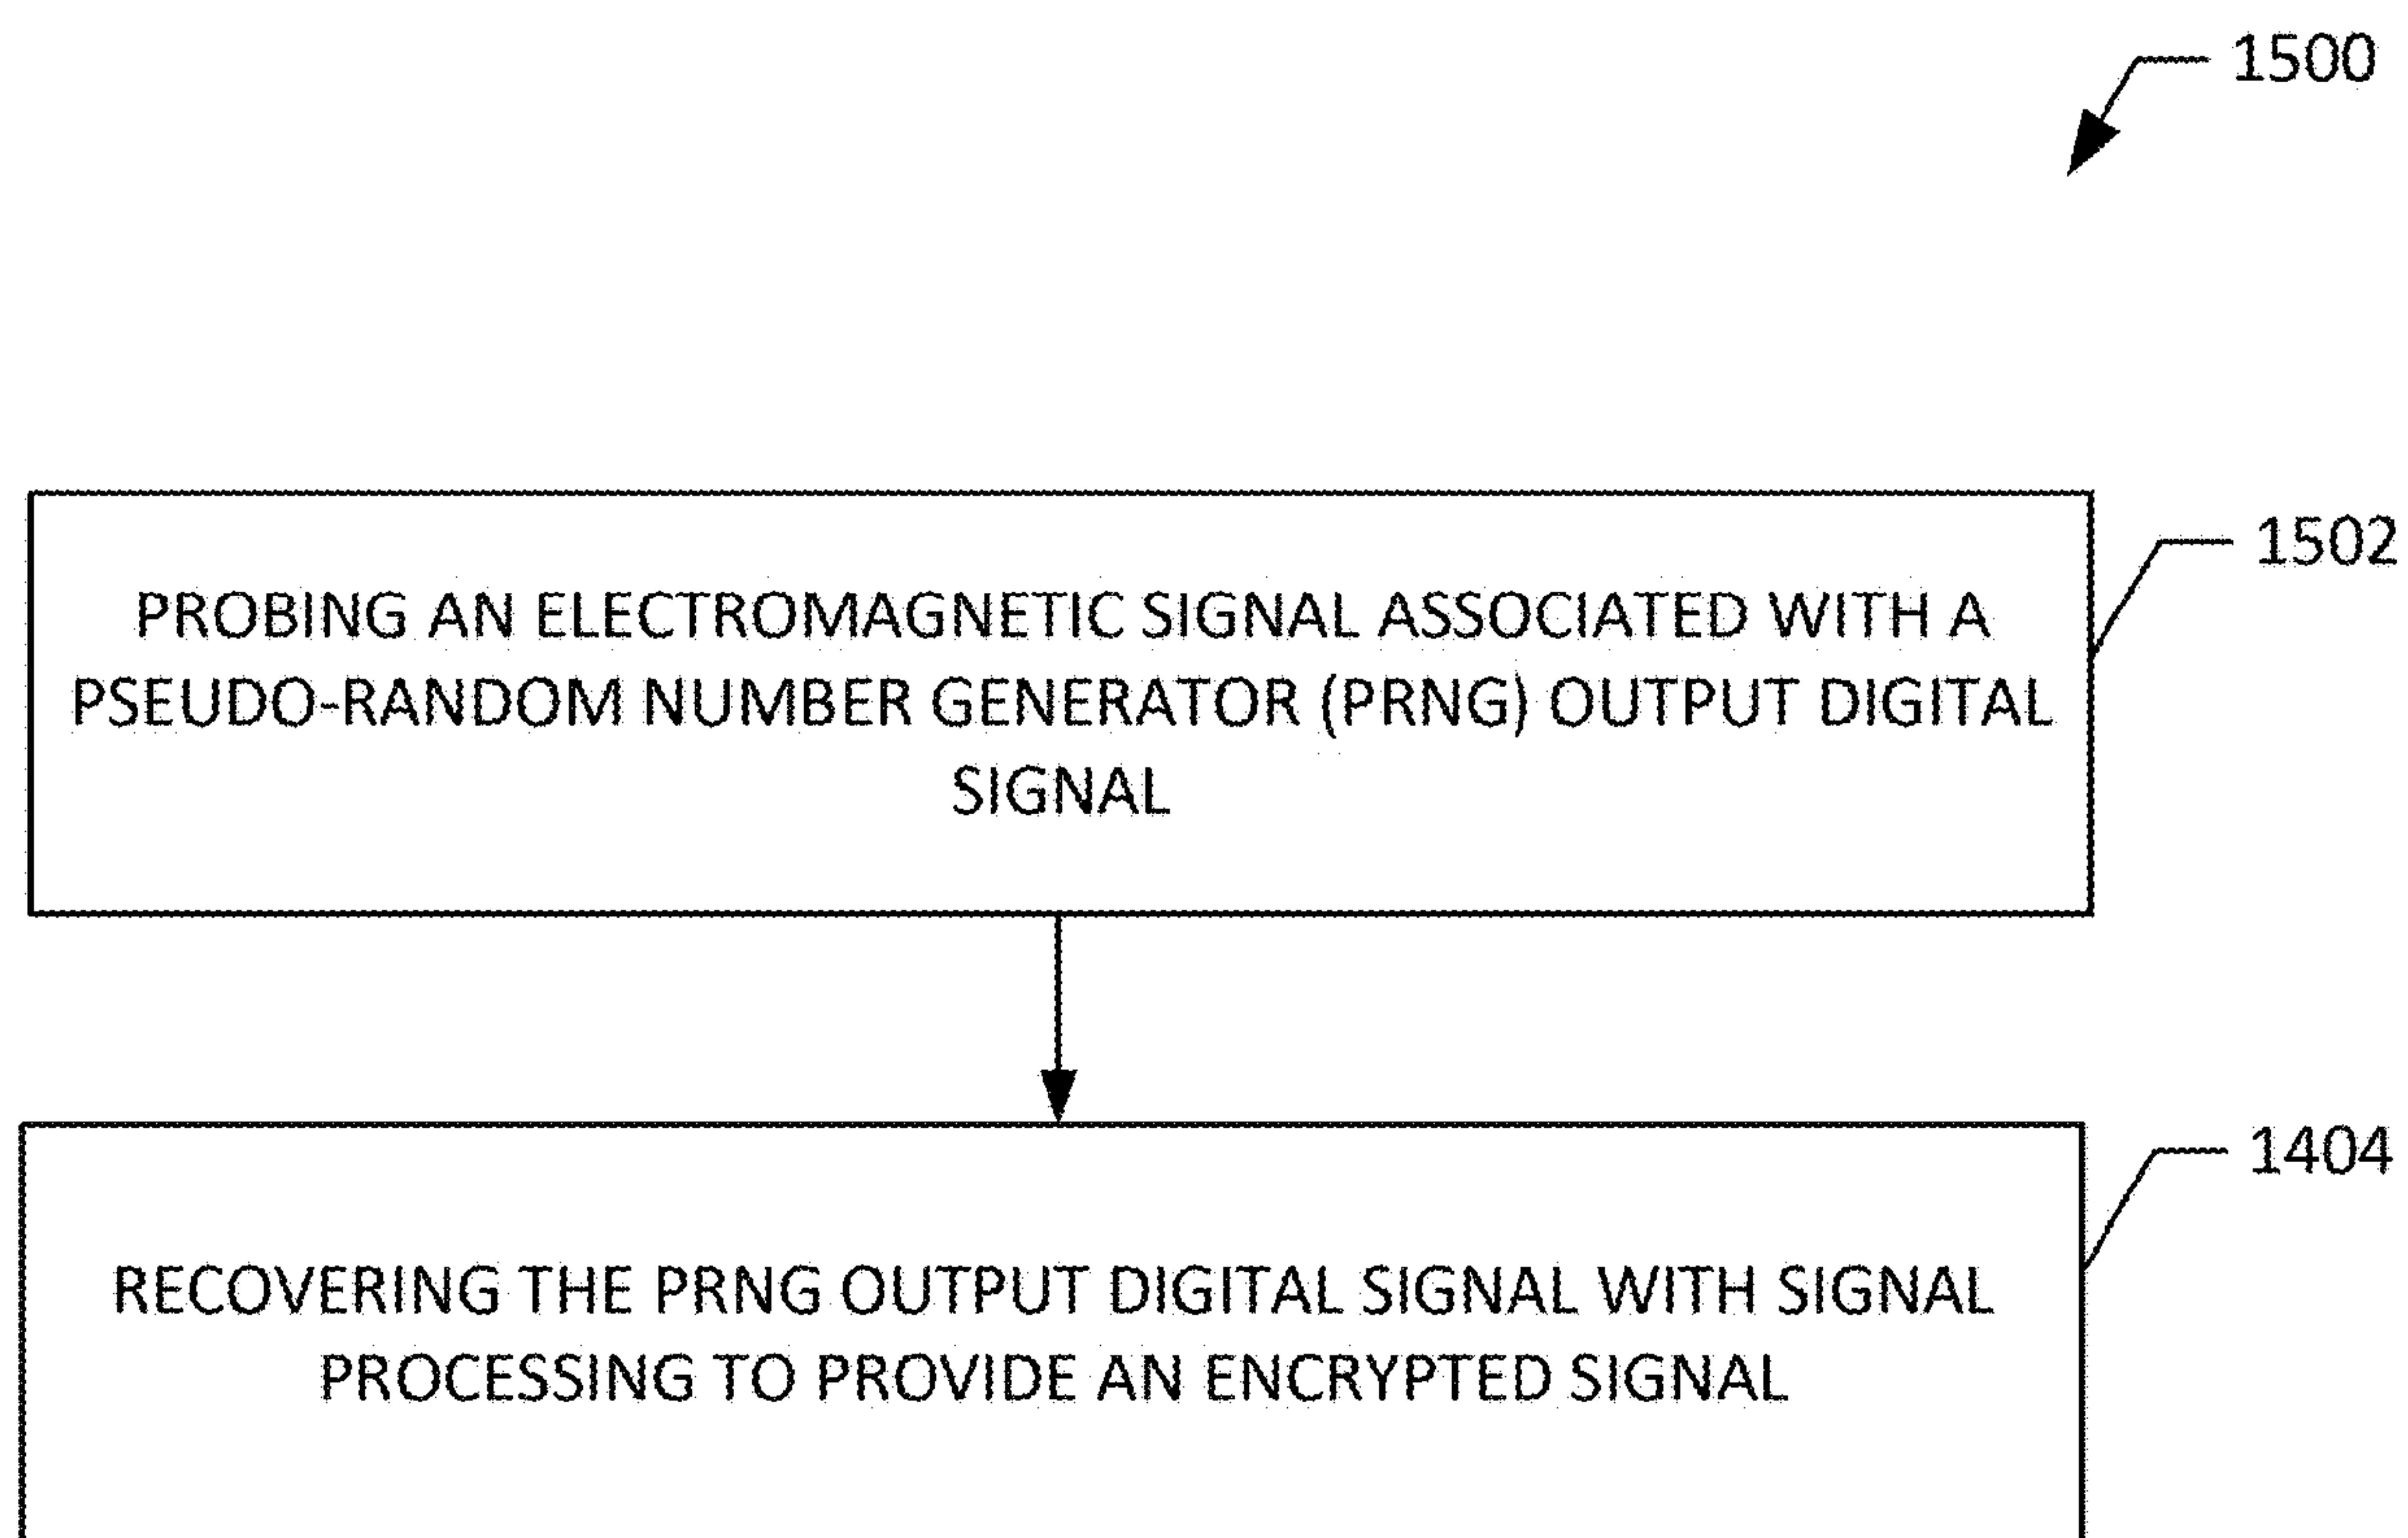 1500
1502
PROBING AN ELECTROMAGNETIC SIGNAL ASSOCIATED WITH A
PSEUDO-RANDOM NUMBER GENERATOR (PRNG) OUTPUT DIGITAL
SIGNAL
1404
RECOVERING THE PRNG OUTPUT DIGITAL SIGNAL WITH SIGNAL
PROCESSING TO PROVIDE AN ENCRYPTED SIGNAL